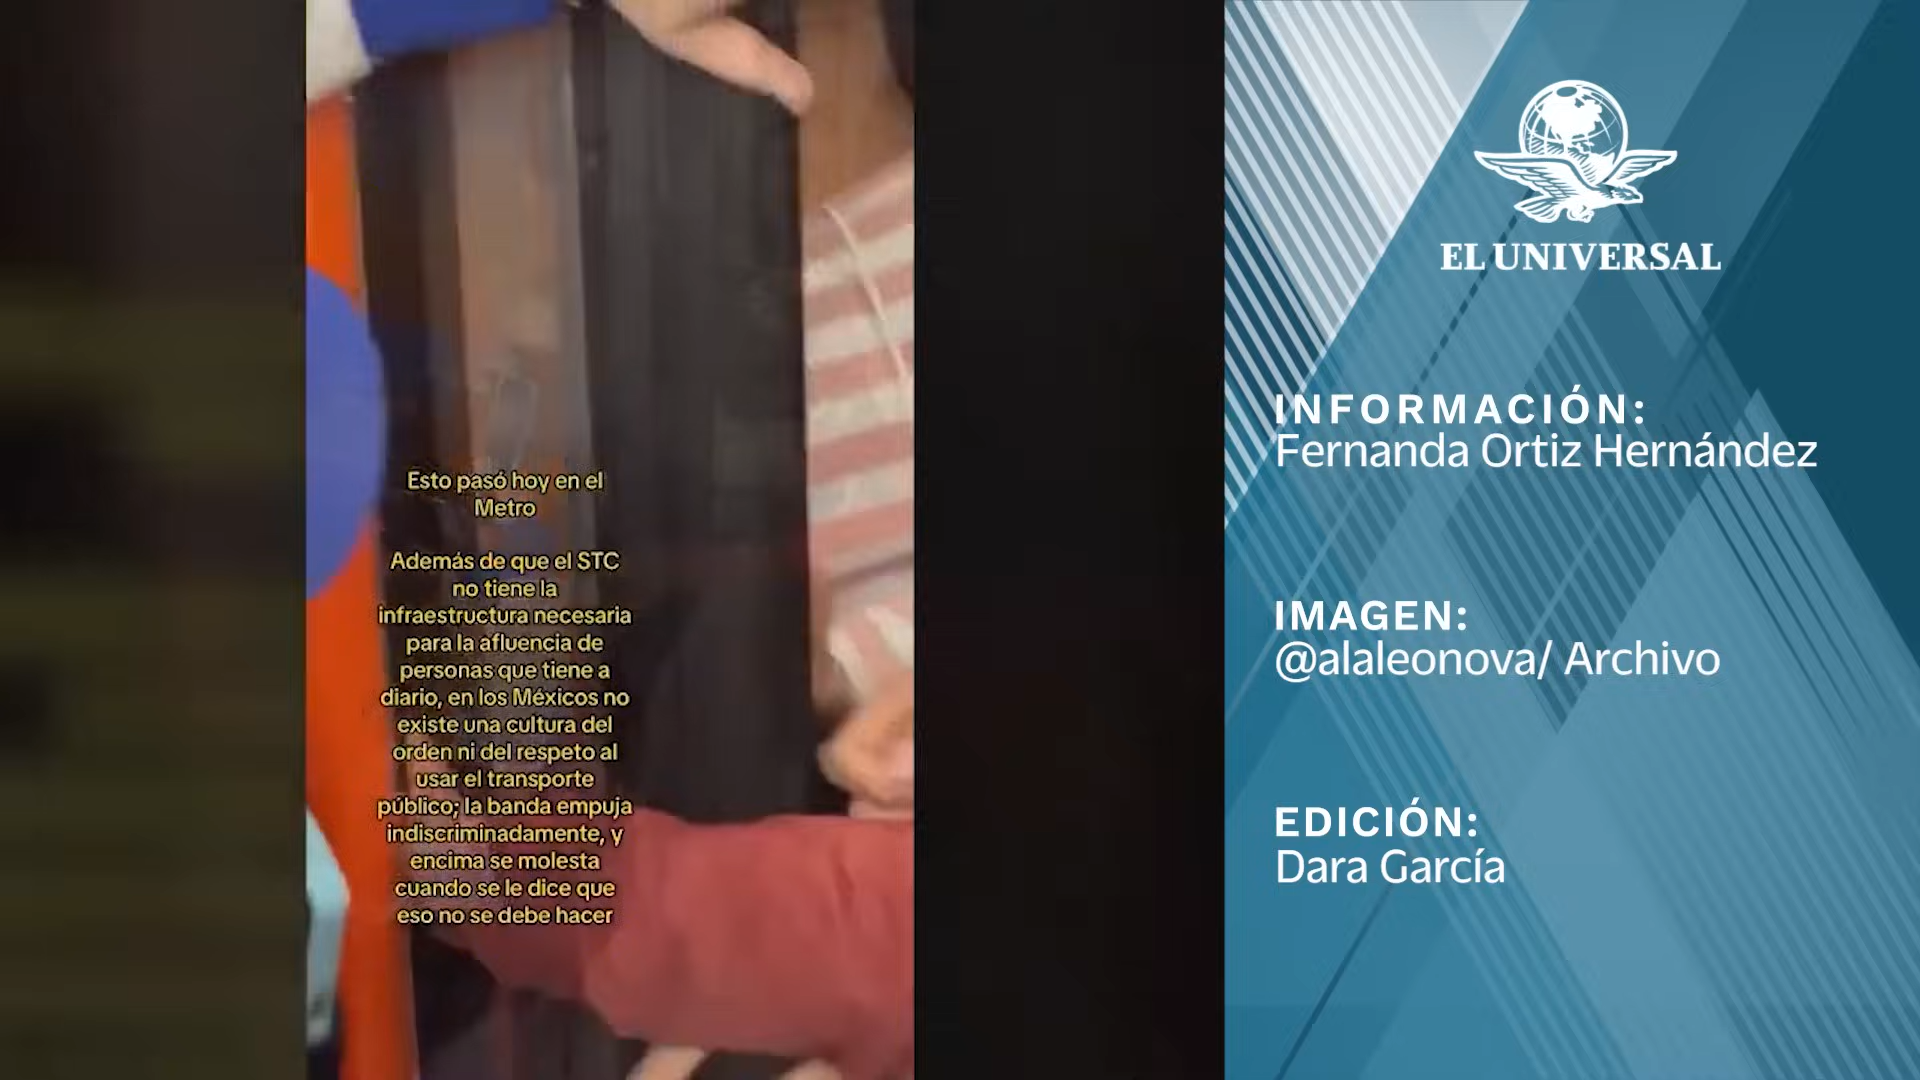 Esto pasó hoy en el
Metro
Además de que el STC
no tiene la
infraestructura necesaria
para la afluencia de
personas que tiene a
diario, en los Méxicos no
existe una cultura del
orden ni del respeto al
usar el transporte
público; la banda empuja
indiscriminadamente, y
encima se molesta
cuando se le dice que
eso no se debe hacer
EL UNIVERSAL
INFORMACIÓN:
Fernanda Ortiz Hernández
IMAGEN:
@alaleonova/ Archivo
EDICIÓN:
Dara García